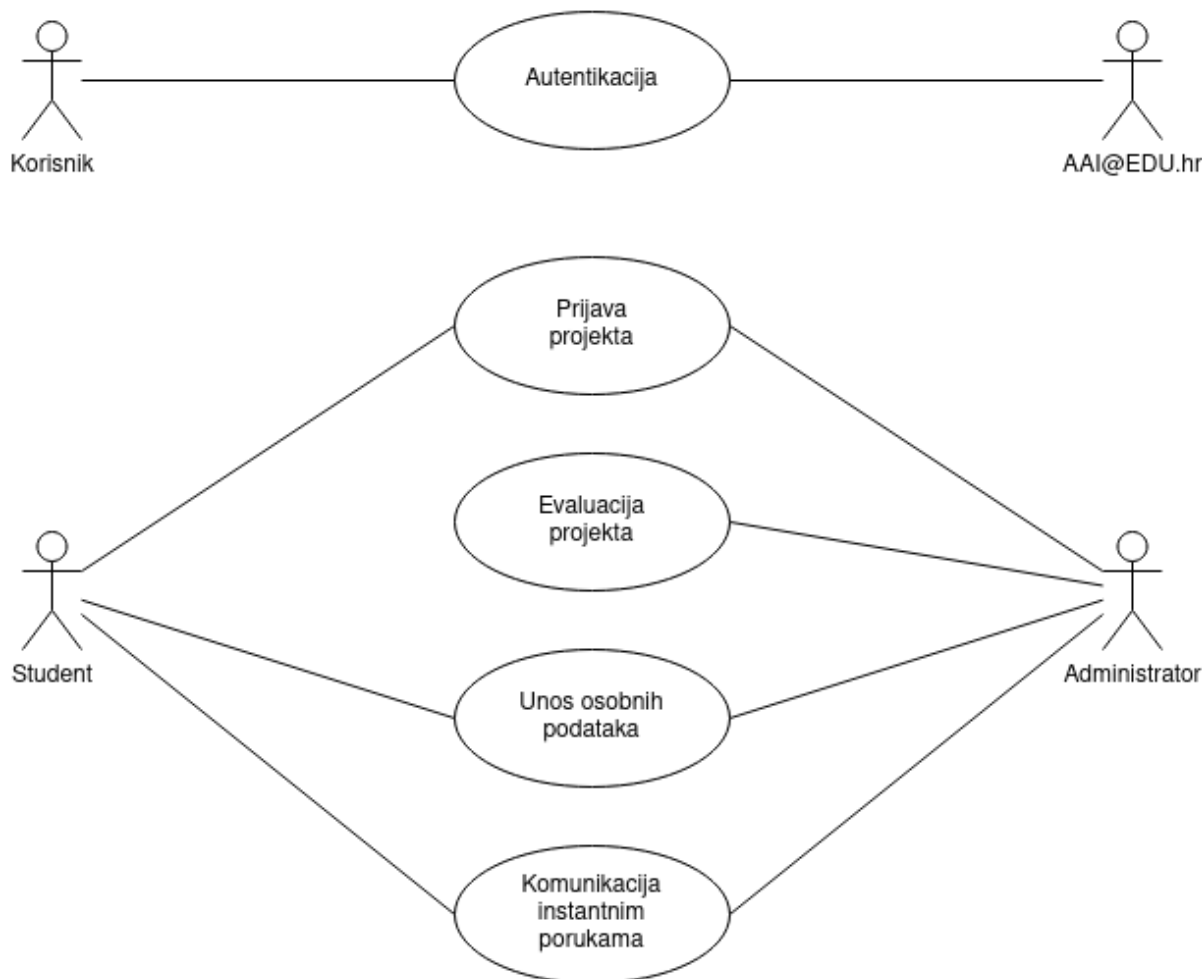 Autentikacija
Korisnik
AAI@EDU.hr
Prijava
projekta
Evaluacija
projekta
Student
Administrator
Unos osobnih
podataka
Komunikacija
instantnim
porukama